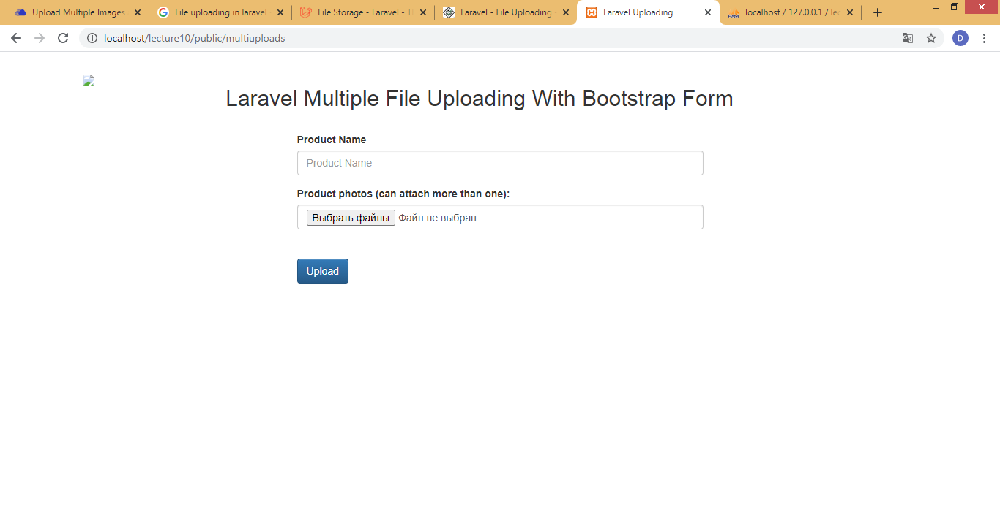 Upload Multiple Images
File uploading in laravel
File Storage - Laravel - T
Laravel - File Uploading
Laravel Uploading
PMA localhost / 127.0.0.1 / lec
localhost/lecture10/public/multiuploads
D
Laravel Multiple File Uploading With Bootstrap Form
Product Name
Product Name
Product photos (can attach more than one):
Выбрать файлы Файл не выбран
Upload